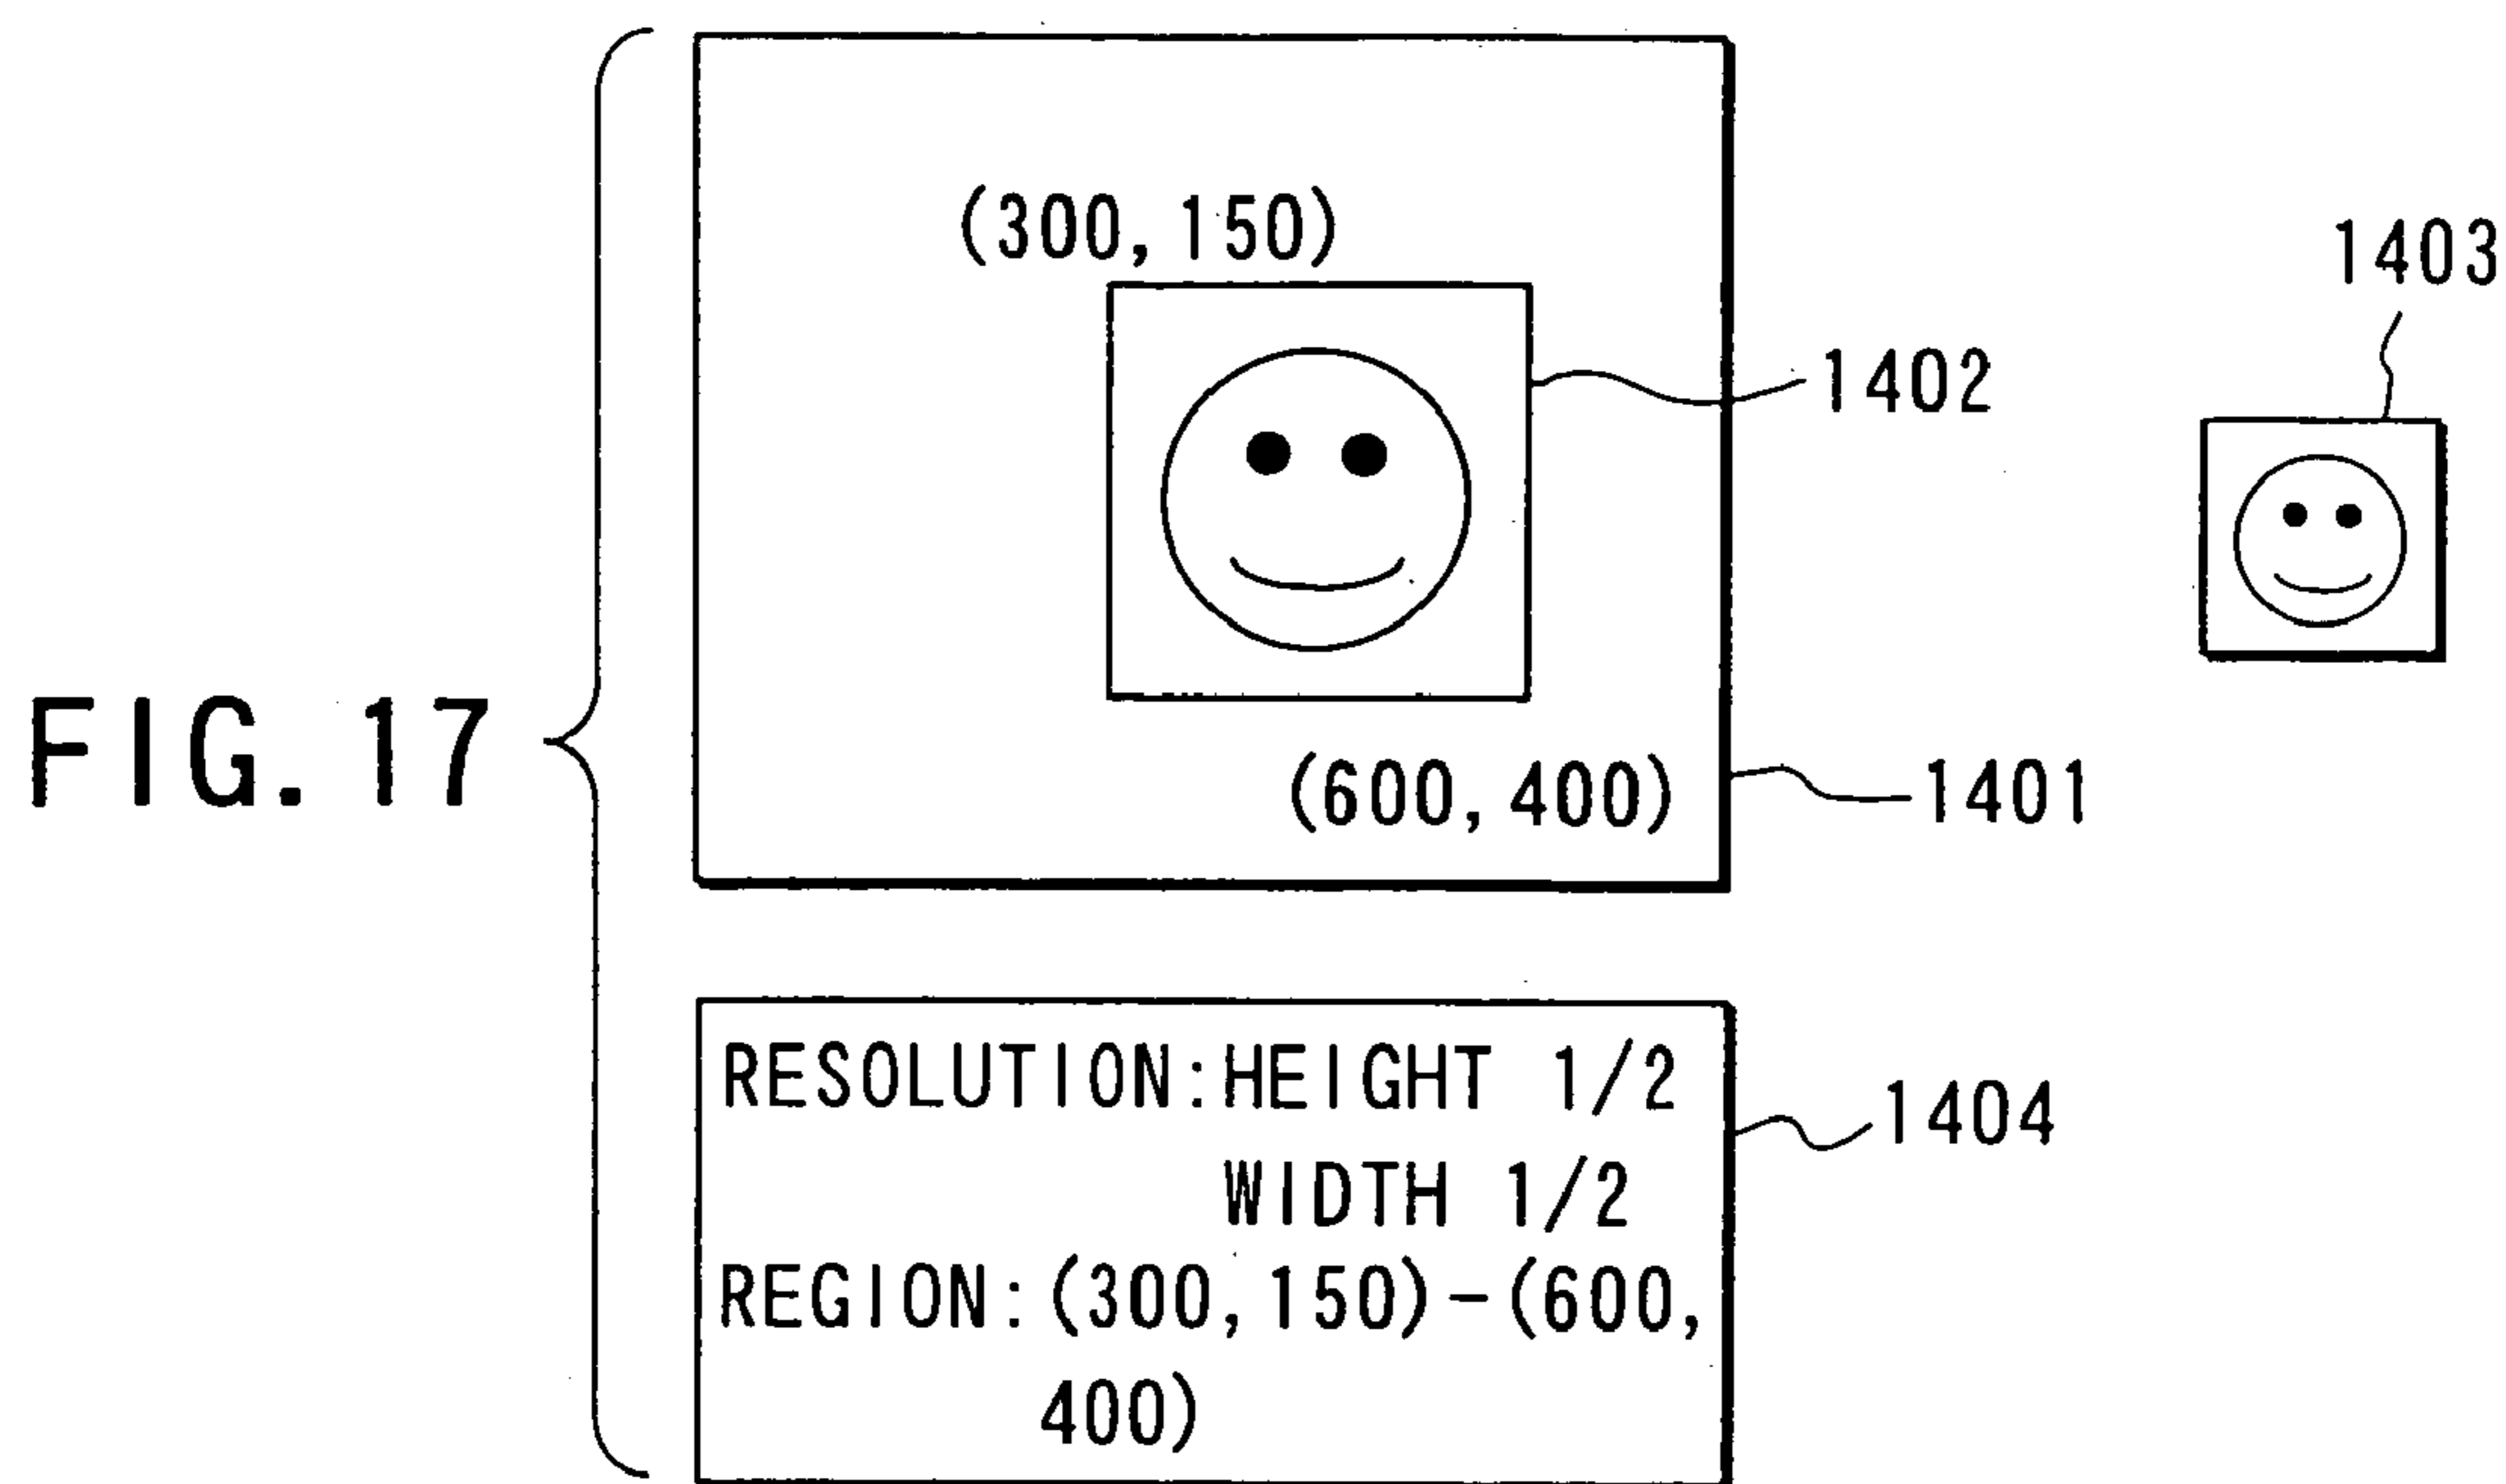 FIG.17
(300,150)
1403
1402
(600,400)
1401
RESOLUTION:HEIGHT 1/2
WIDTH 1/2
1404
REGION:(300,150)-(600,
400)